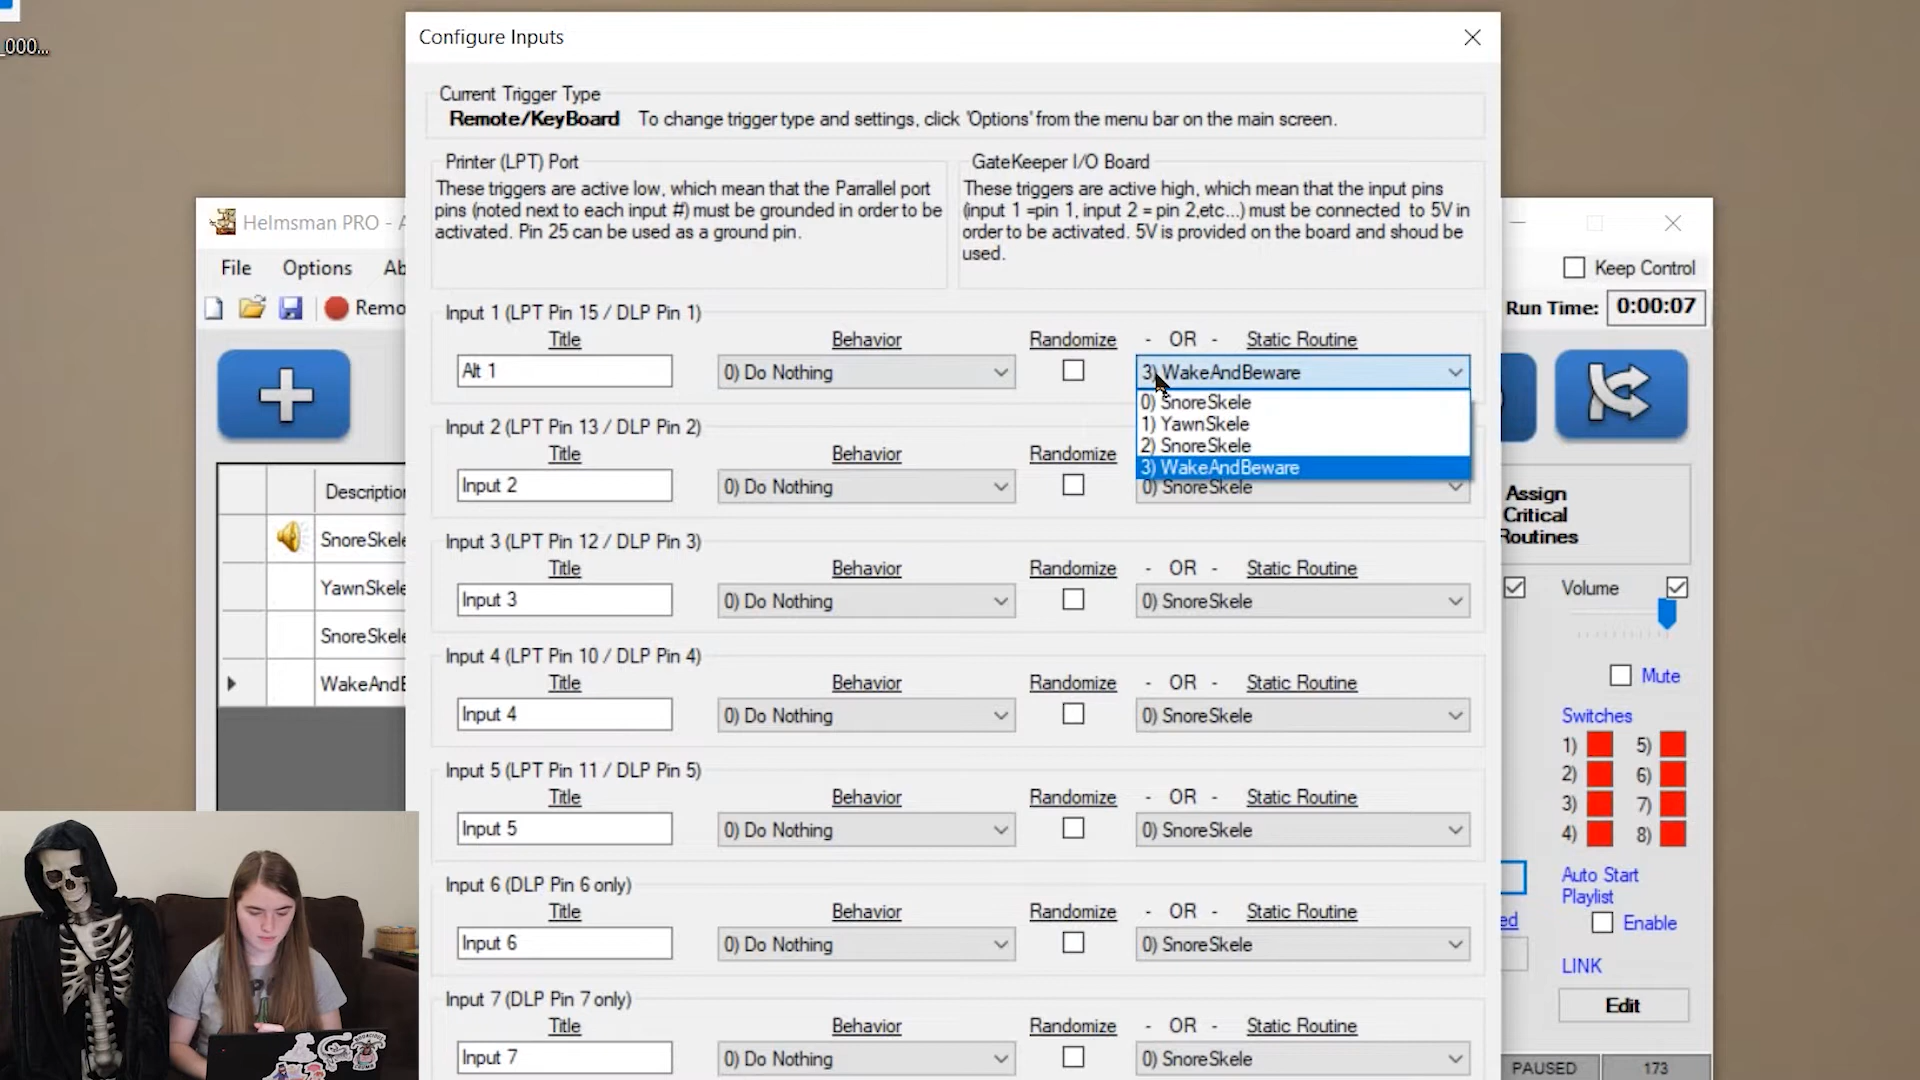 _000...
Configure Inputs
Current Trigger Type
Remote/KeyBoard To change trigger type and settings, click 'Options' from the menu bar on the main screen.
Printer (LPT) Port
These triggers are active low, which mean that the Parrallel port
pins (noted next to each input #) must be grounded in order to be
activated. Pin 25 can be used as a ground pin.
GateKeeper I/O Board
These triggers are active high, which mean that the input pins
(input 1 =pin 1, input 2 = pin 2,etc...) must be connected to 5V in
order to be activated. 5V is provided on the board and shoud be
used.
Helmsman PRO - A
File Options Ab
Remo
Keep Control
Run Time: 0:00:07
Input 1 (LPT Pin 15 / DLP Pin 1)
Title Behavior Randomize - OR - Static Routine
Alt 1 0) Do Nothing 3) WakeAndBeware
0) SnoreSkele
1) YawnSkele
2) SnoreSkele
3) WakeAndBeware
Input 2 (LPT Pin 13 / DLP Pin 2)
Title Behavior Randomize
Input 2 0) Do Nothing 0) SnoreSkele
Input 3 (LPT Pin 12 / DLP Pin 3)
Title Behavior Randomize - OR - Static Routine
Input 3 0) Do Nothing 0) SnoreSkele
Input 4 (LPT Pin 10 / DLP Pin 4)
Title Behavior Randomize - OR - Static Routine
Input 4 0) Do Nothing 0) SnoreSkele
Input 5 (LPT Pin 11 / DLP Pin 5)
Title Behavior Randomize - OR - Static Routine
Input 5 0) Do Nothing 0) SnoreSkele
Input 6 (DLP Pin 6 only)
Title Behavior Randomize - OR - Static Routine
Input 6 0) Do Nothing 0) SnoreSkele
Input 7 (DLP Pin 7 only)
Title Behavior Randomize - OR - Static Routine
Input 7 0) Do Nothing 0) SnoreSkele
Description
SnoreSkele
YawnSkele
SnoreSkele
WakeAndB
Assign
Critical
Routines
Volume
Mute
Switches
1) 5)
2) 6)
3) 7)
4) 8)
Auto Start
Playlist
Enable
ed
LINK
Edit
PAUSED 173